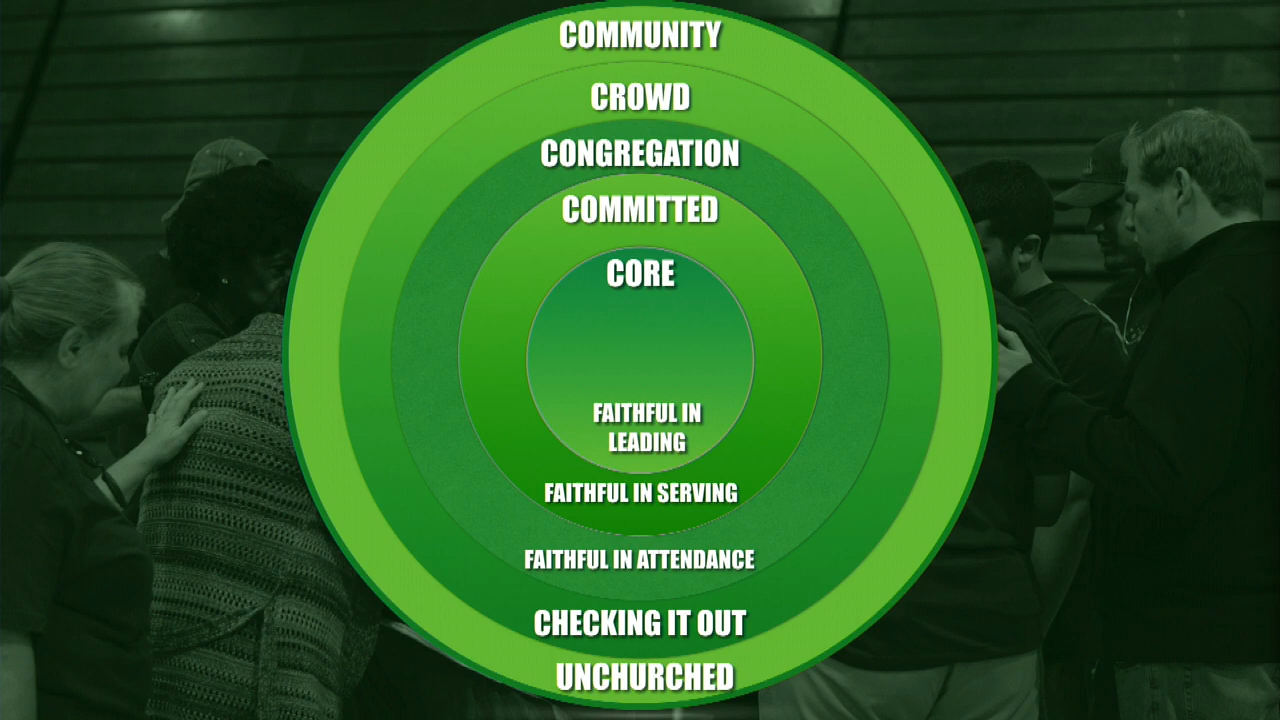 COMMUNITY
CROWD
CONGREGATION
COMMITTED
CORE
FAITHFUL IN
LEADING
FAITHFUL IN SERVING
FAITHFUL IN ATTENDANCE
CHECKING IT OUT
UNCHURCHED